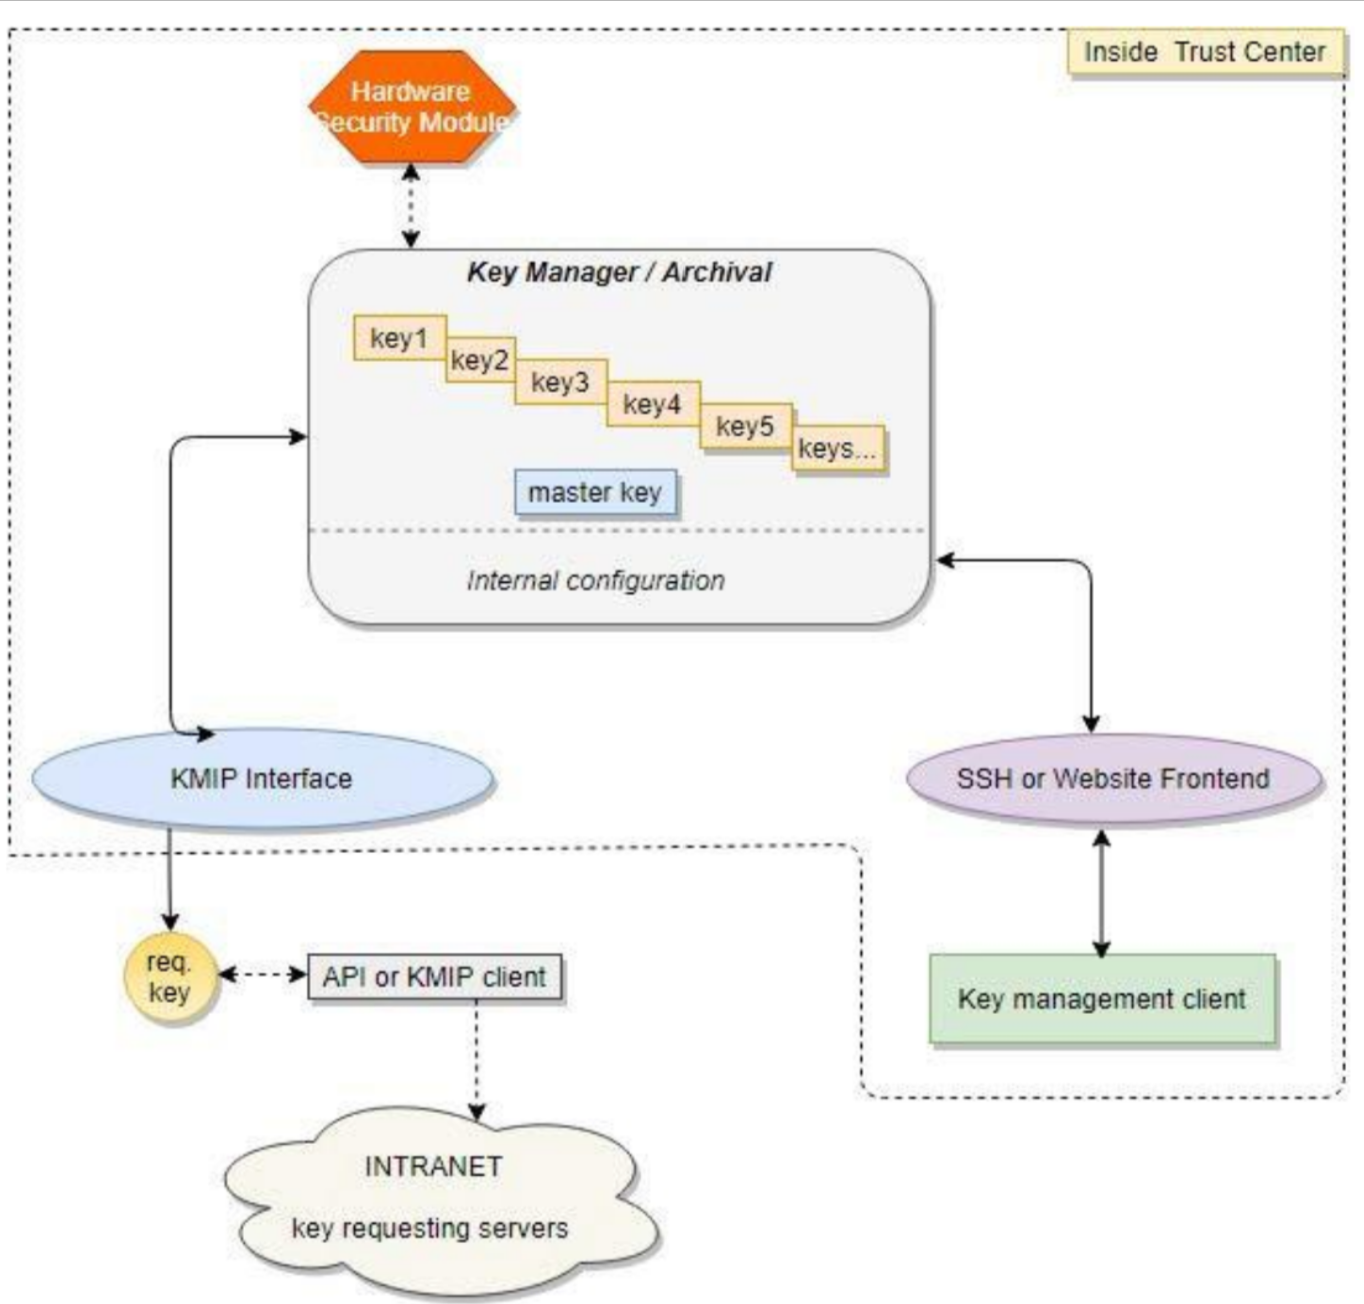 Inside Trust Center
Hardware
Security Module
Key Manager / Archival
key1
key2
key3
key4
key5
keys...
master key
Internal configuration
KMIP Interface
SSH or Website Frontend
req.
key
API or KMIP client
Key management client
INTRANET
key requesting servers